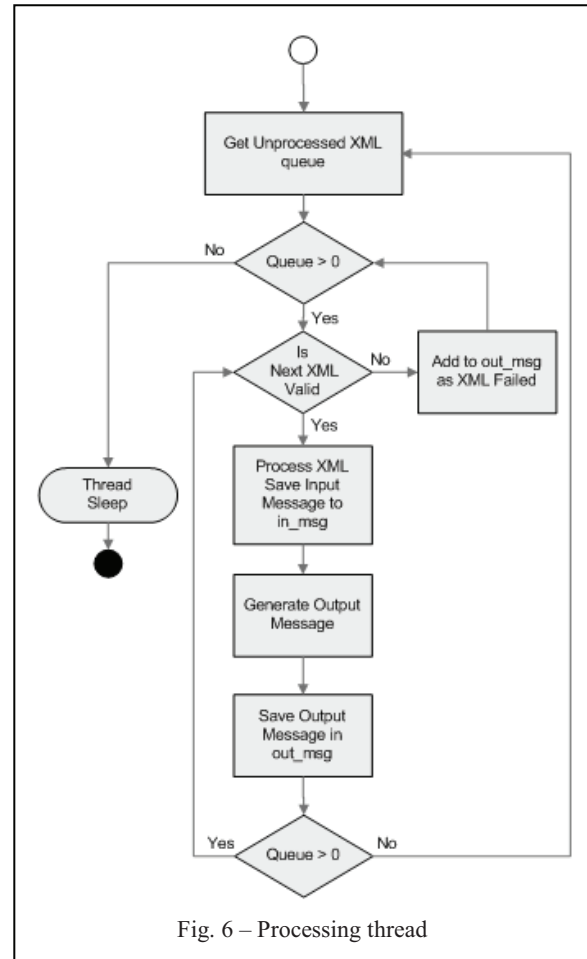 Get Unprocessed XML
queue
No
Queue > 0
Yes
Is
Next XML
Valid
No
Add to out_msg
as XML Failed
Yes
Thread
Sleep
Process XML
Save Input
Message to
in_msg
Generate Output
Message
Save Output
Message in
out_msg
Yes
Queue > 0
No
Fig. 6 – Processing thread